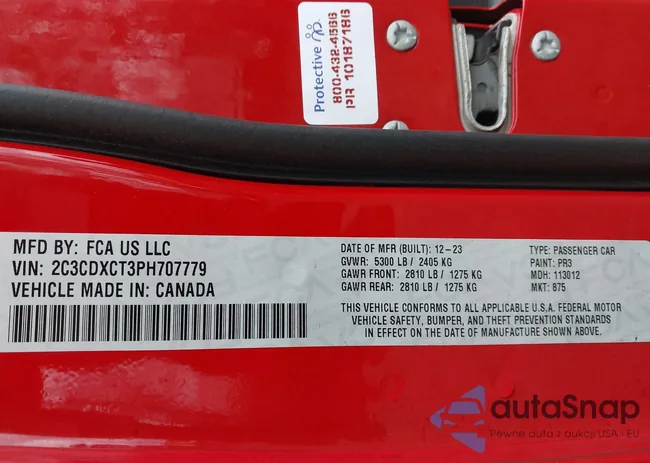 Protective
800-432-4566
PR 10187186
MFD BY: FCA US LLC
VIN: 2C3CDXCT3PH707779
VEHICLE MADE IN: CANADA
DATE OF MFR (BUILT): 12-23
GVWR: 5300 LB / 2405 KG
GAWR FRONT: 2810 LB / 1275 KG
GAWR REAR: 2810 LB / 1275 KG
TYPE: PASSENGER CAR
PAINT: PR3
MDH: 113012
MKT: 875
THIS VEHICLE CONFORMS TO ALL APPLICABLE U.S.A. FEDERAL MOTOR
VEHICLE SAFETY, BUMPER, AND THEFT PREVENTION STANDARDS
IN EFFECT ON THE DATE OF MANUFACTURE SHOWN ABOVE.
autaSnap
Pewne auta z aukcji USA i EU